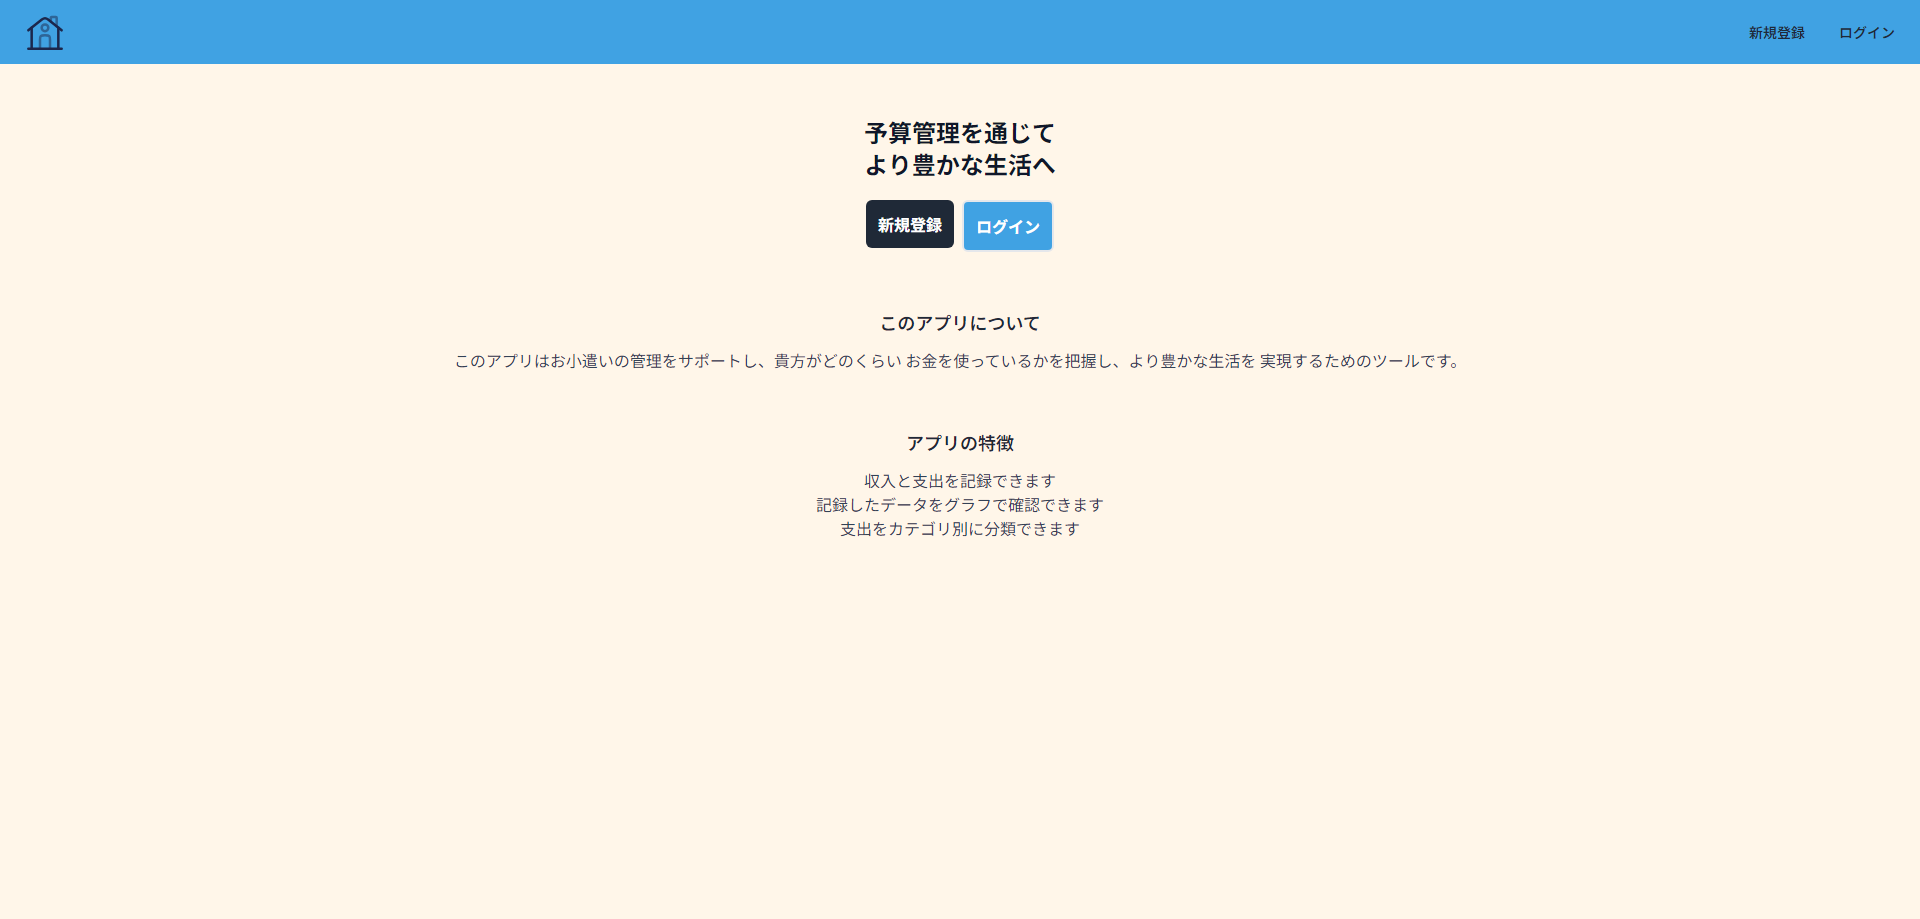 新規登録 ログイン
予算管理を通じて
より豊かな生活へ
新規登録 ログイン
このアプリについて
このアプリはお小遣いの管理をサポートし、貴方がどのくらい お金を使っているかを把握し、より豊かな生活を 実現するためのツールです。
アプリの特徴
収入と支出を記録できます
記録したデータをグラフで確認できます
支出をカテゴリ別に分類できます